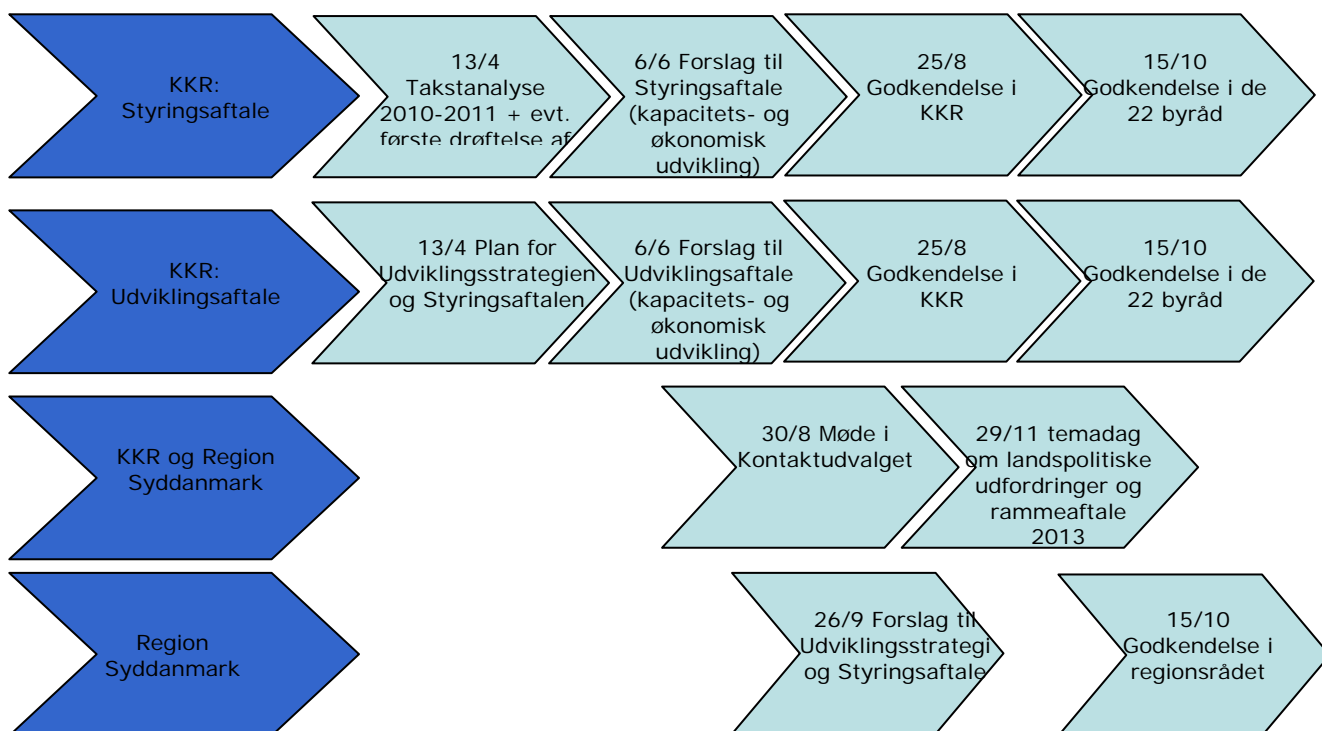 KKR:
Styringsaftale
13/4
Takstanalyse
2010-2011 + evt.
første drøftelse af
6/6 Forslag til
Styringsaftale
(kapacitets- og
økonomisk
udvikling)
25/8
Godkendelse i
KKR
15/10
Godkendelse i de
22 byråd
KKR:
Udviklingsaftale
13/4 Plan for
Udviklingsstrategien
og Styringsaftalen
6/6 Forslag til
Udviklingsaftale
(kapacitets- og
økonomisk
udvikling)
25/8
Godkendelse i
KKR
15/10
Godkendelse i de
22 byråd
KKR og Region
Syddanmark
30/8 Møde i
Kontaktudvalget
29/11 temadag
om landspolitiske
udfordringer og
rammeaftale
2013
Region
Syddanmark
26/9 Forslag til
Udviklingsstrategi
og Styringsaftale
15/10
Godkendelse i
regionsrådet